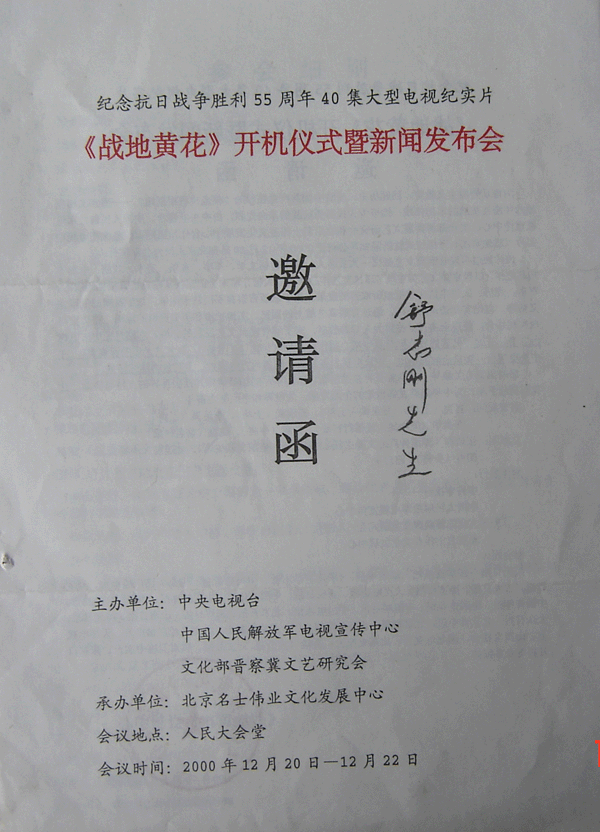 纪念抗日战争胜利55周年40集大型电视纪实片
《战地黄花》开机仪式暨新闻发布会
邀请函
舒志刚先生
主办单位：中央电视台
中国人民解放军电视宣传中心
文化部晋察冀文艺研究会
承办单位：北京名士伟业文化发展中心
会议地点：人民大会堂
会议时间：2000年12月20日—12月22日